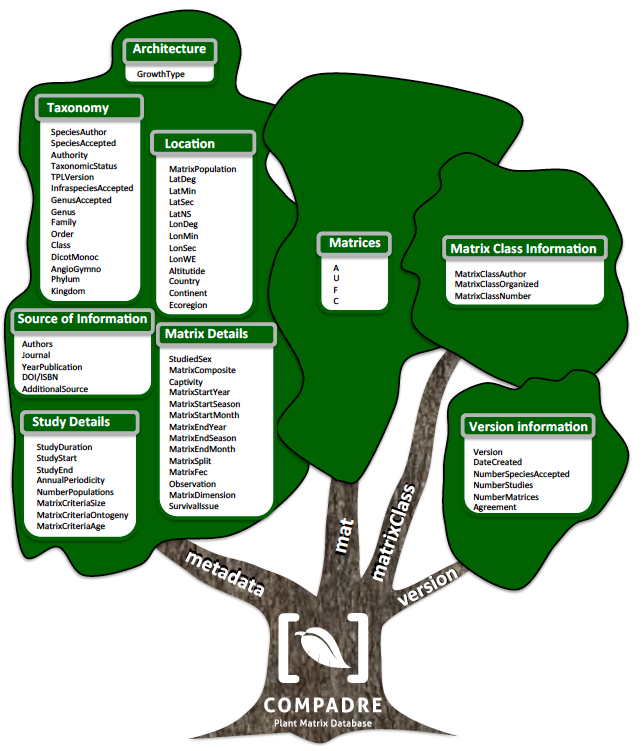 Architecture
GrowthType
Taxonomy
SpeciesAuthor
SpeciesAccepted
Authority
TaxonomicStatus
TPLVersion
InfraspeciesAccepted
GenusAccepted
Genus
Family
Order
Class
DicotMonoc
AngioGymno
Phylum
Kingdom
Location
MatrixPopulation
LatDeg
LatMin
LatSec
LatNS
LonDeg
LonMin
LonSec
LonWE
Altitutide
Country
Continent
Ecoregion
Source of Information
Authors
Journal
YearPublication
DOI/ISBN
AdditionalSource
Matrix Details
StudiedSex
MatrixComposite
Captivity
MatrixStartYear
MatrixStartSeason
MatrixStartMonth
MatrixEndYear
MatrixEndSeason
MatrixEndMonth
MatrixSplit
MatrixFec
Observation
MatrixDimension
SurvivalIssue
Study Details
StudyDuration
StudyStart
StudyEnd
AnnualPeriodicity
NumberPopulations
MatrixCriteriaSize
MatrixCriteriaOntogeny
MatrixCriteriaAge
Matrices
A
U
F
C
Matrix Class Information
MatrixClassAuthor
MatrixClassOrganized
MatrixClassNumber
Version information
Version
DateCreated
NumberSpeciesAccepted
NumberStudies
NumberMatrices
Agreement
metadata
mat
matrixClass
version
COMPADRE
Plant Matrix Database